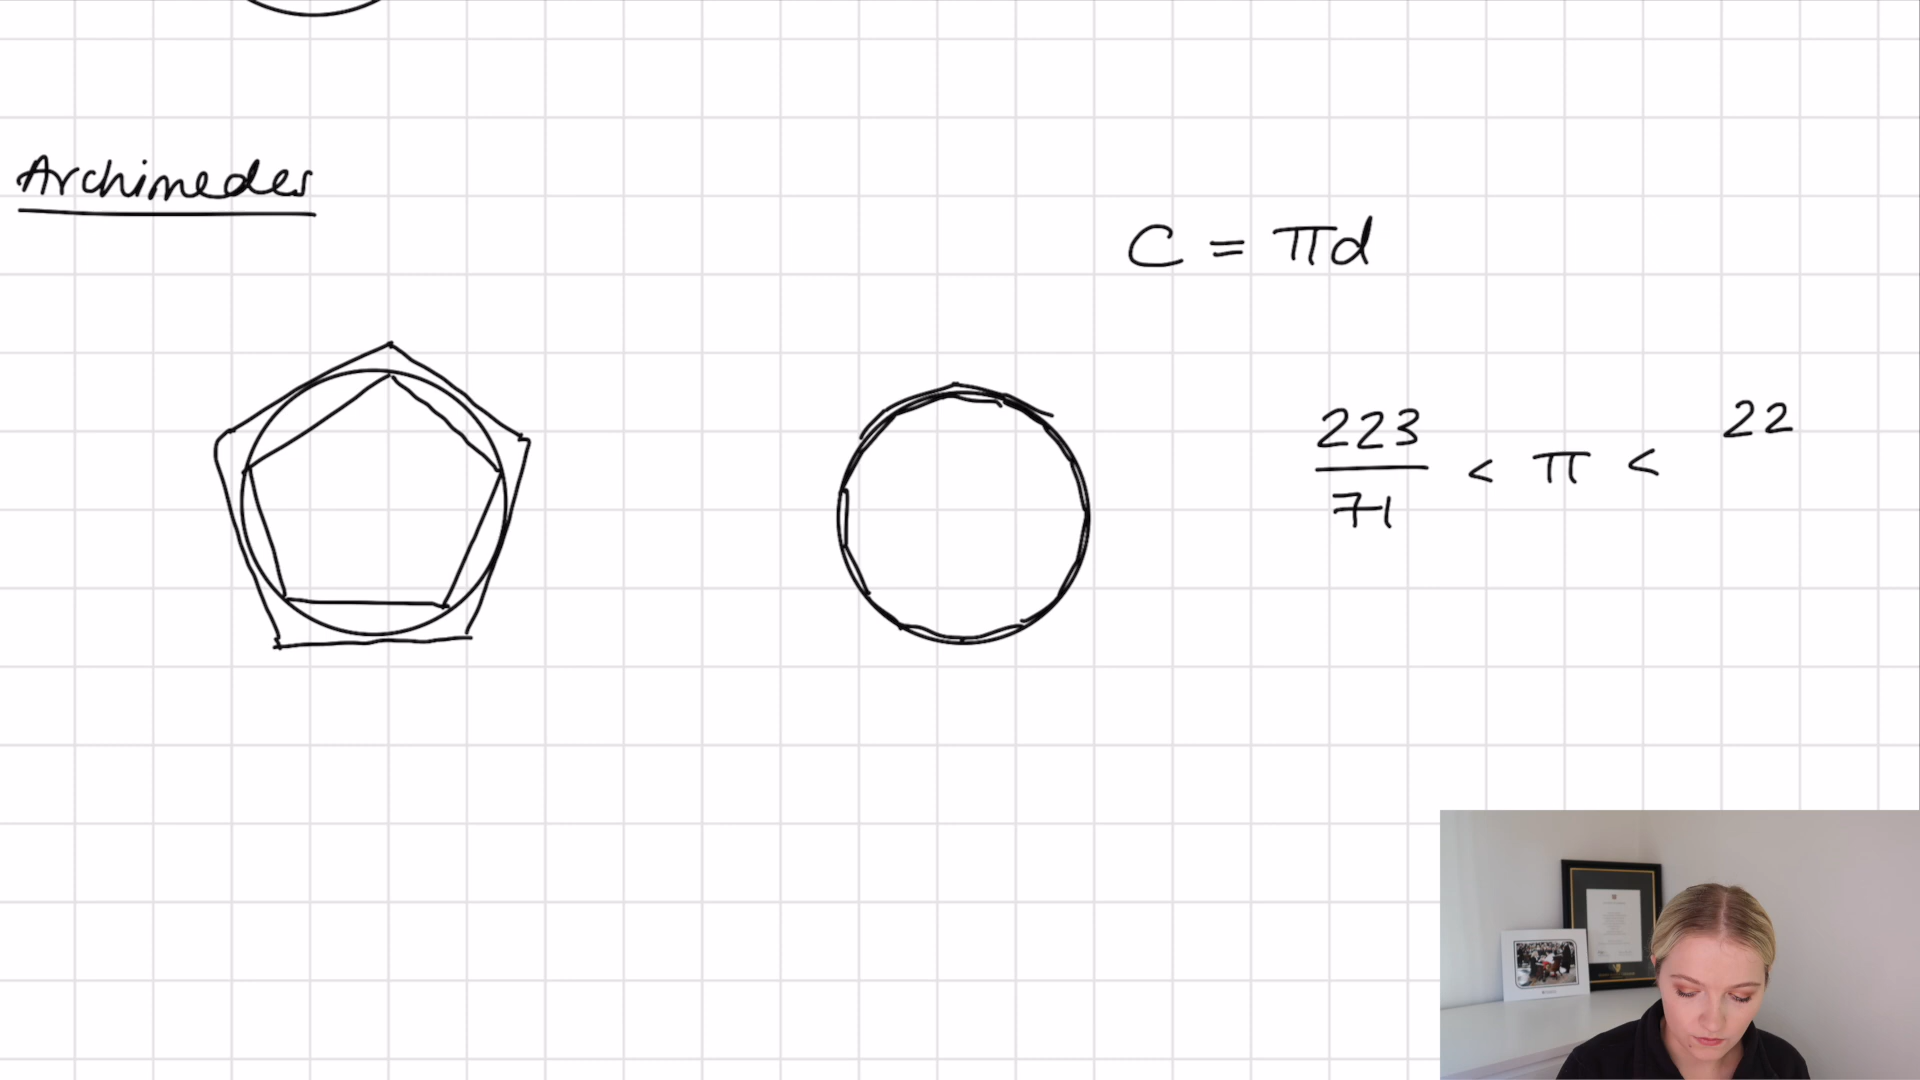 Archimedes
C = πd
223/71 < π < 22